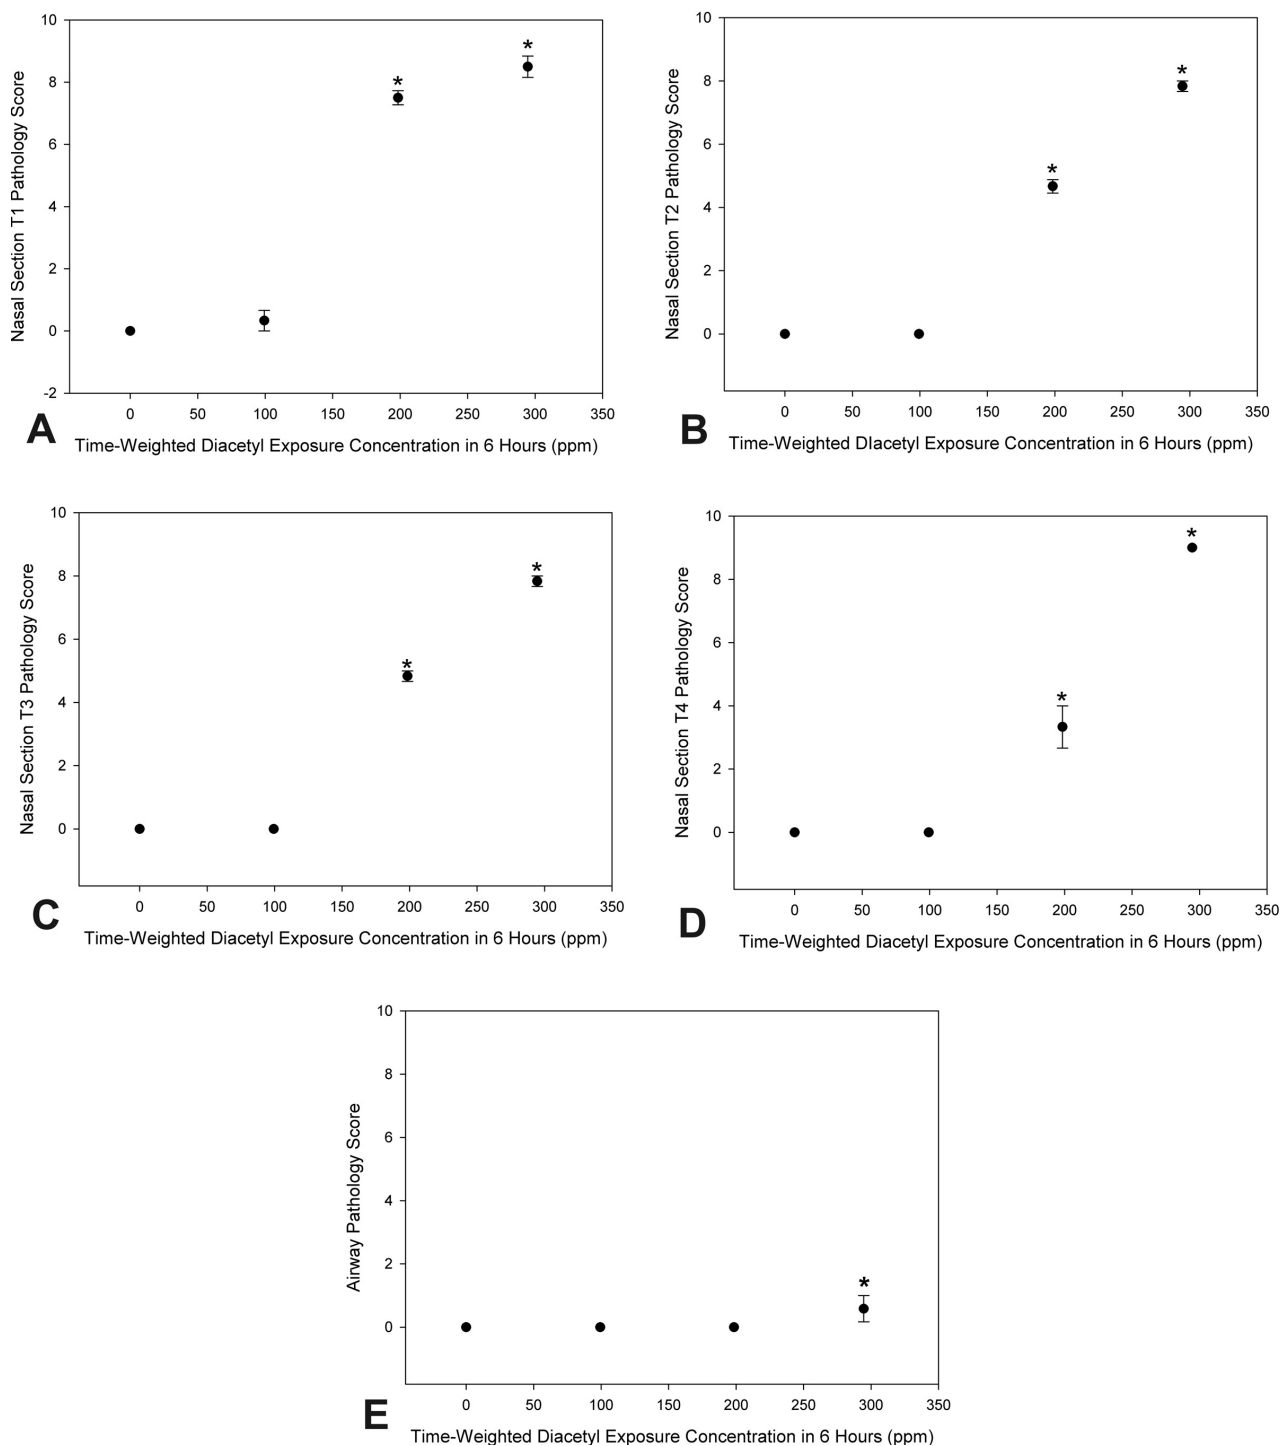 Nasal Section T1 Pathology Score
10
8
6
4
2
0
-2
*
*
0 50 100 150 200 250 300 350
A
Time-Weighted Diacetyl Exposure Concentration in 6 Hours (ppm)
Nasal Section T2 Pathology Score
10
8
6
4
2
0
*
*
0 50 100 150 200 250 300 350
B
Time-Weighted DIacetyl Exposure Concentration in 6 Hours (ppm)
Nasal Section T3 Pathology Score
10
8
6
4
2
0
*
*
0 50 100 150 200 250 300 350
C
Time-Weighted Diacetyl Exposure Concentration in 6 Hours (ppm)
Nasal Section T4 Pathology Score
10
8
6
4
2
0
*
*
0 50 100 150 200 250 300 350
D
Time-Weighted Diacetyl Exposure Concentration in 6 Hours (ppm)
Airway Pathology Score
10
8
6
4
2
0
*
0 50 100 150 200 250 300 350
E
Time-Weighted Diacetyl Exposure Concentration in 6 Hours (ppm)